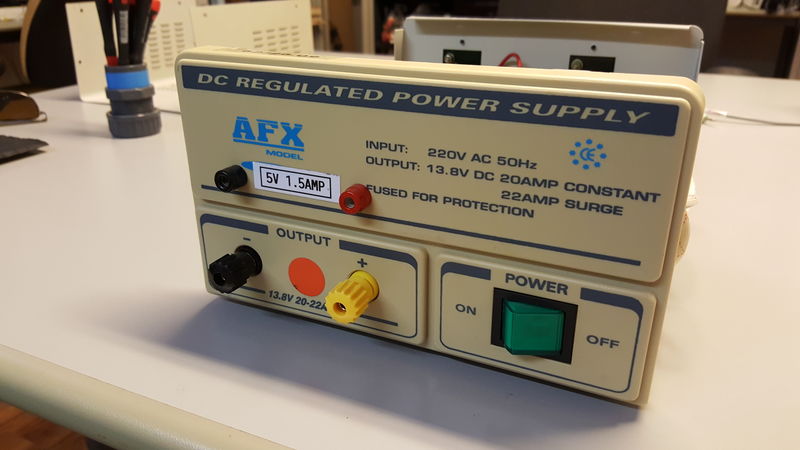 DC REGULATED POWER SUPPLY
AFX
MODEL
INPUT: 220V AC 50Hz
OUTPUT: 13.8V DC 20AMP CONSTANT
22AMP SURGE
FUSED FOR PROTECTION
CE
5V 1.5AMP
OUTPUT
- +
13.8V 20-22A
POWER
ON
OFF